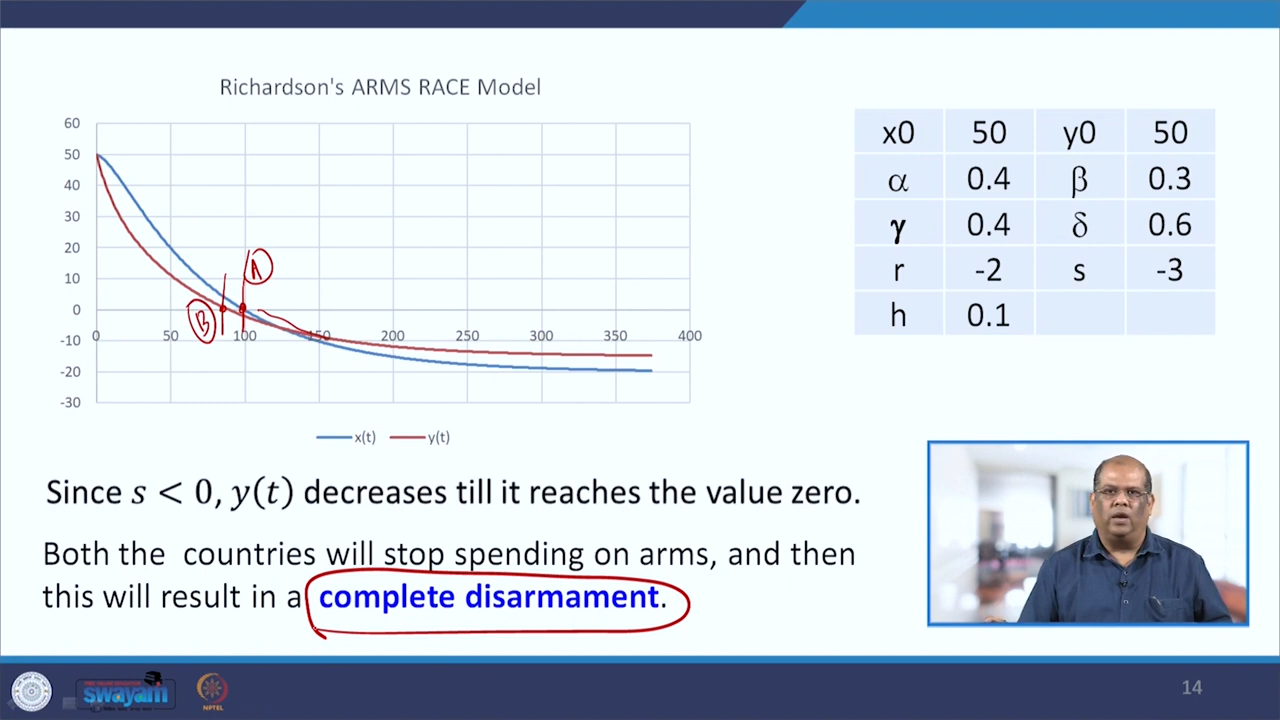 Richardson's ARMS RACE Model
60
50
40
30
20
10
0
-10
-20
-30
0 50 100 150 200 250 300 350 400
A
B
x(t) y(t)
x0 50 y0 50
α 0.4 β 0.3
γ 0.4 δ 0.6
r -2 s -3
h 0.1
Since s < 0, y(t) decreases till it reaches the value zero.
Both the countries will stop spending on arms, and then
this will result in a complete disarmament.
swayam
NPTEL
14